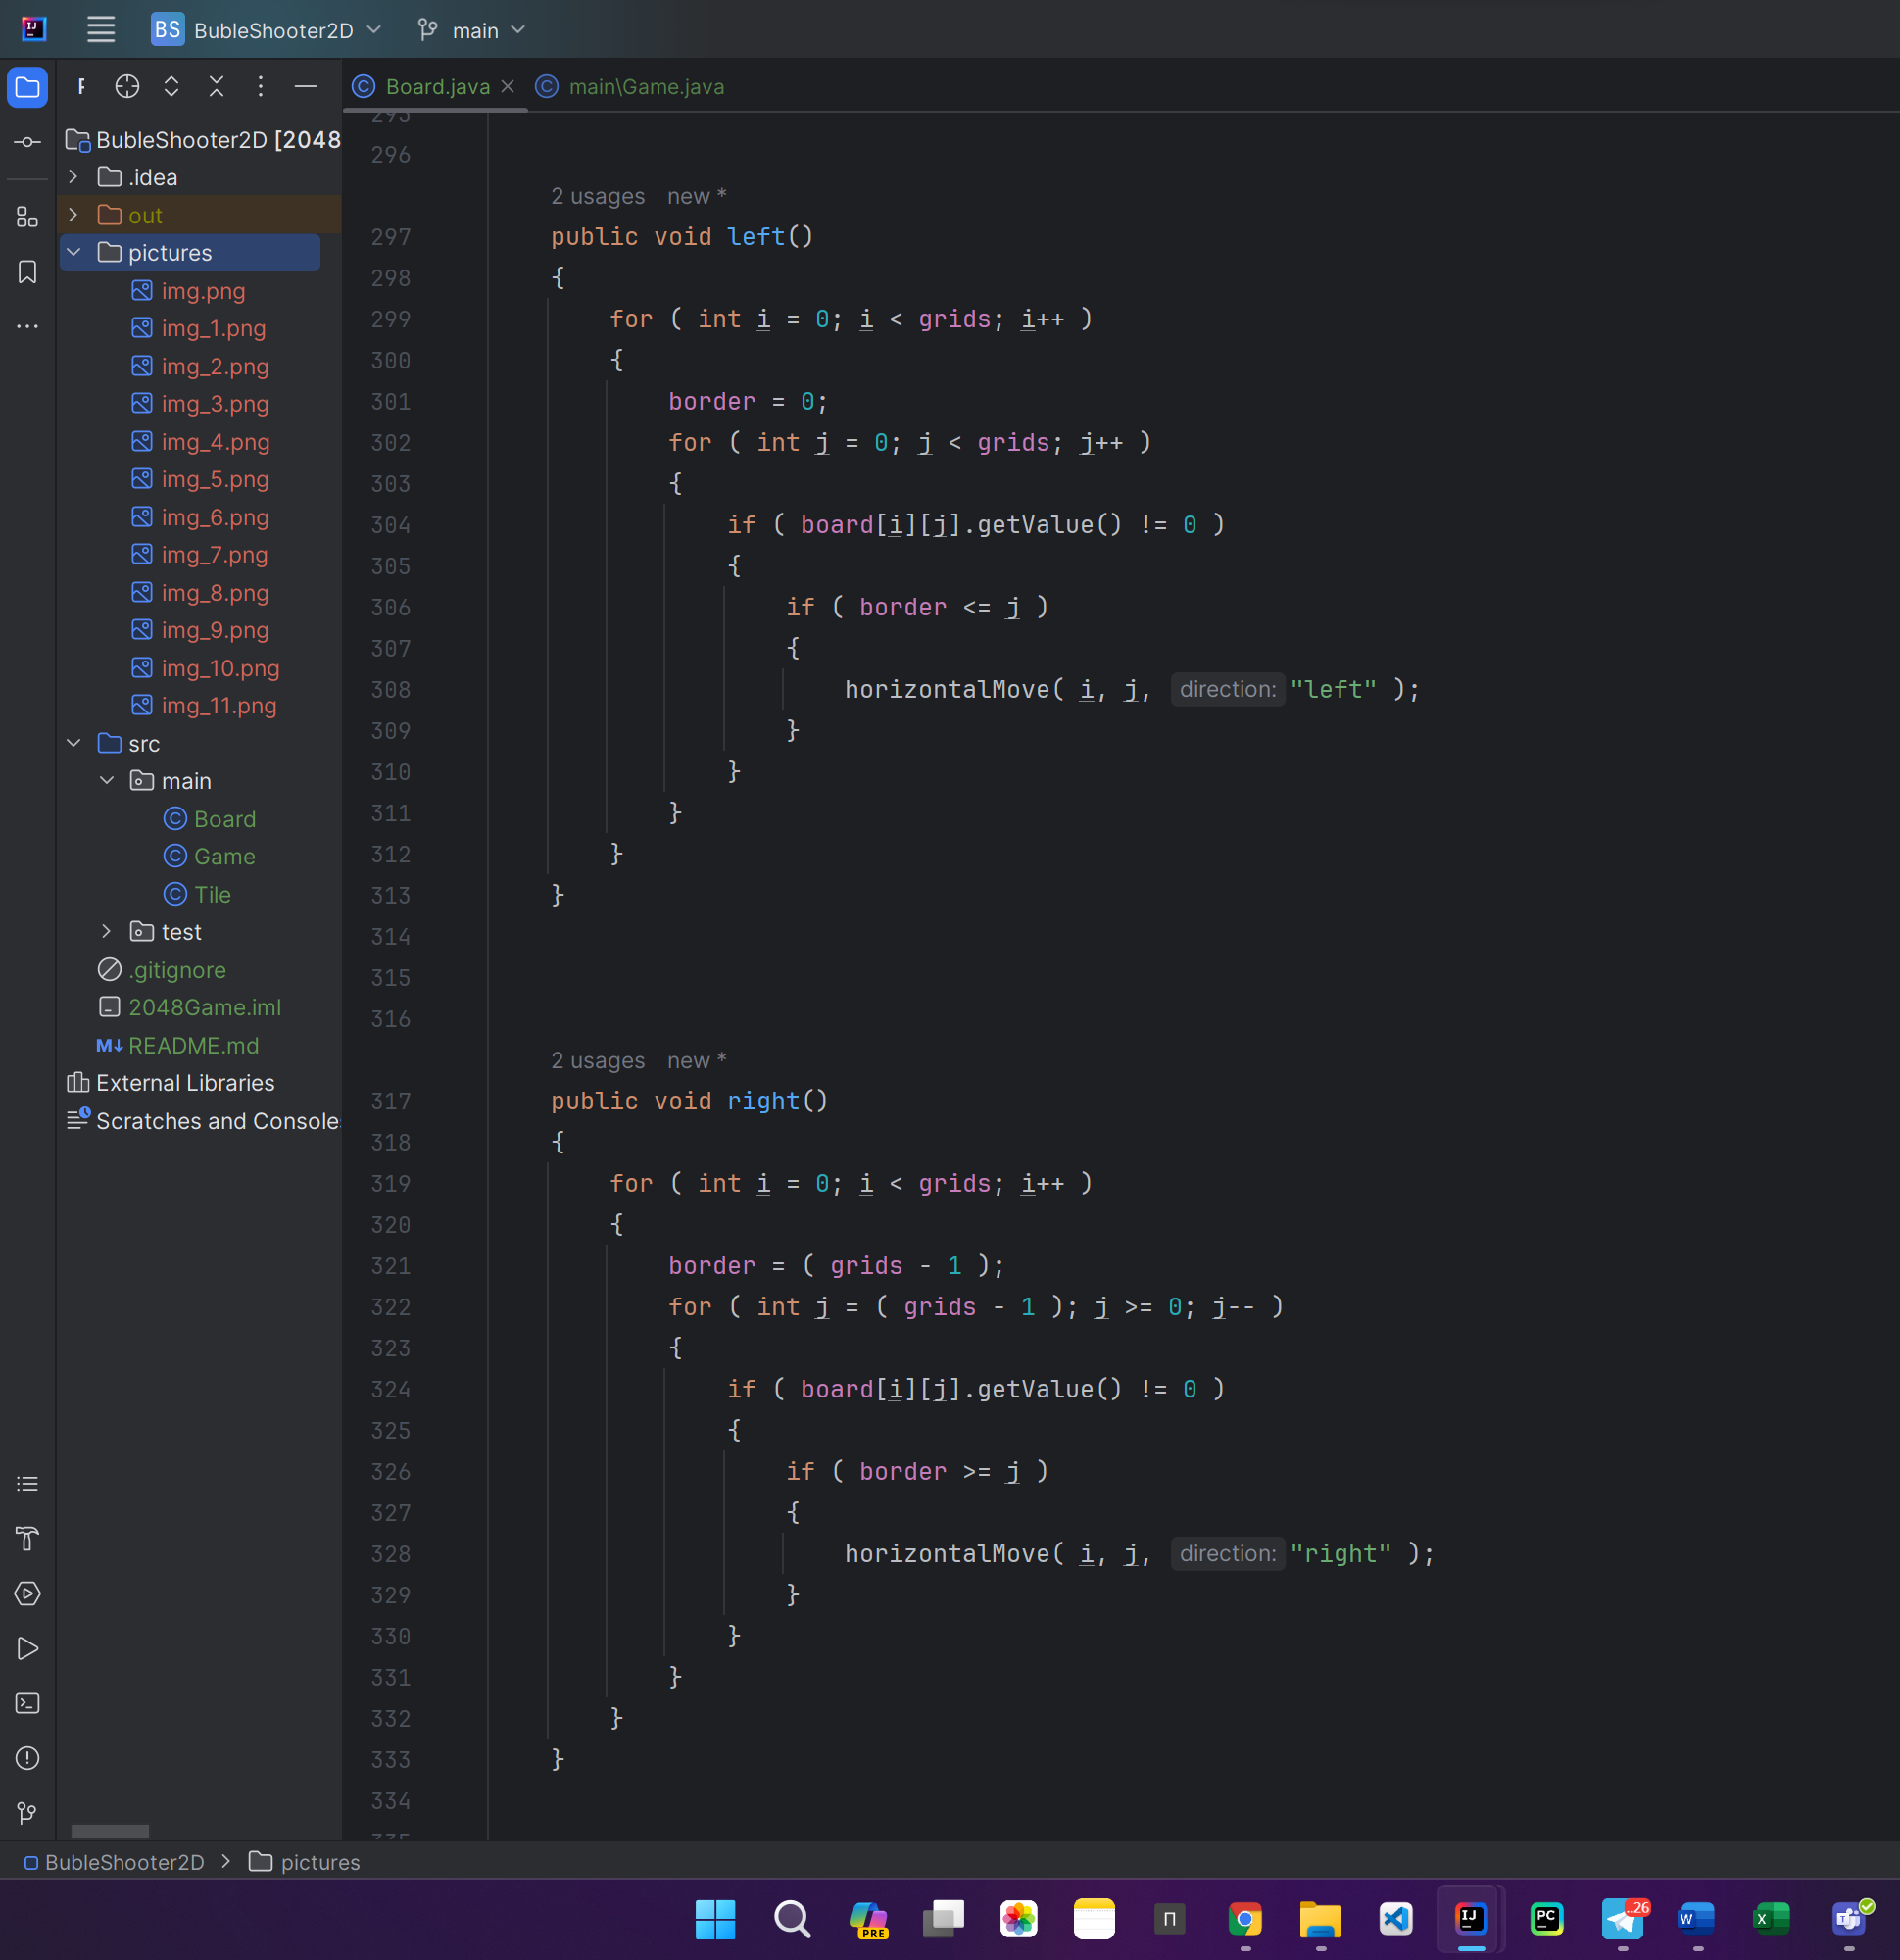 BS BubleShooter2D main
Board.java main\Game.java
BubleShooter2D [2048
.idea
out
pictures
img.png
img_1.png
img_2.png
img_3.png
img_4.png
img_5.png
img_6.png
img_7.png
img_8.png
img_9.png
img_10.png
img_11.png
src
main
Board
Game
Tile
test
.gitignore
2048Game.iml
M↓ README.md
External Libraries
Scratches and Console
295
296
2 usages new *
297 public void left()
298 {
299 for ( int i = 0; i < grids; i++ )
300 {
301 border = 0;
302 for ( int j = 0; j < grids; j++ )
303 {
304 if ( board[i][j].getValue() != 0 )
305 {
306 if ( border <= j )
307 {
308 horizontalMove( i, j, direction: "left" );
309 }
310 }
311 }
312 }
313 }
314
315
316
2 usages new *
317 public void right()
318 {
319 for ( int i = 0; i < grids; i++ )
320 {
321 border = ( grids - 1 );
322 for ( int j = ( grids - 1 ); j >= 0; j-- )
323 {
324 if ( board[i][j].getValue() != 0 )
325 {
326 if ( border >= j )
327 {
328 horizontalMove( i, j, direction: "right" );
329 }
330 }
331 }
332 }
333 }
334
BubleShooter2D > pictures
PRE
П
IJ
PC
..26
W
X